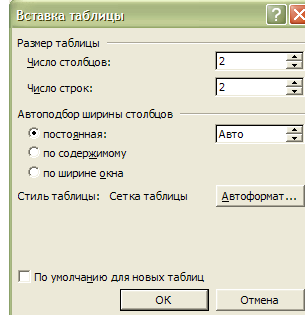 Вставка таблицы
Размер таблицы
Число столбцов: 2
Число строк: 2
Автоподбор ширины столбцов
постоянная: Авто
по содержимому
по ширине окна
Стиль таблицы: Сетка таблицы Автоформат...
По умолчанию для новых таблиц
ОК Отмена